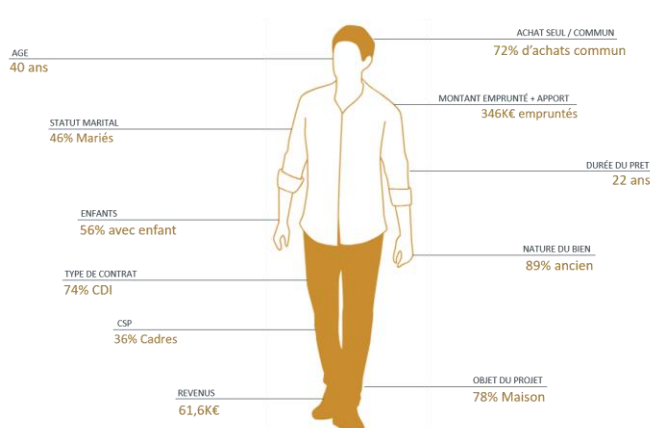 AGE
40 ans
STATUT MARITAL
46% Mariés
ENFANTS
56% avec enfant
TYPE DE CONTRAT
74% CDI
CSP
36% Cadres
REVENUS
61,6K€
ACHAT SEUL / COMMUN
72% d'achats commun
MONTANT EMPRUNTÉ + APPORT
346K€ empruntés
DURÉE DU PRET
22 ans
NATURE DU BIEN
89% ancien
OBJET DU PROJET
78% Maison